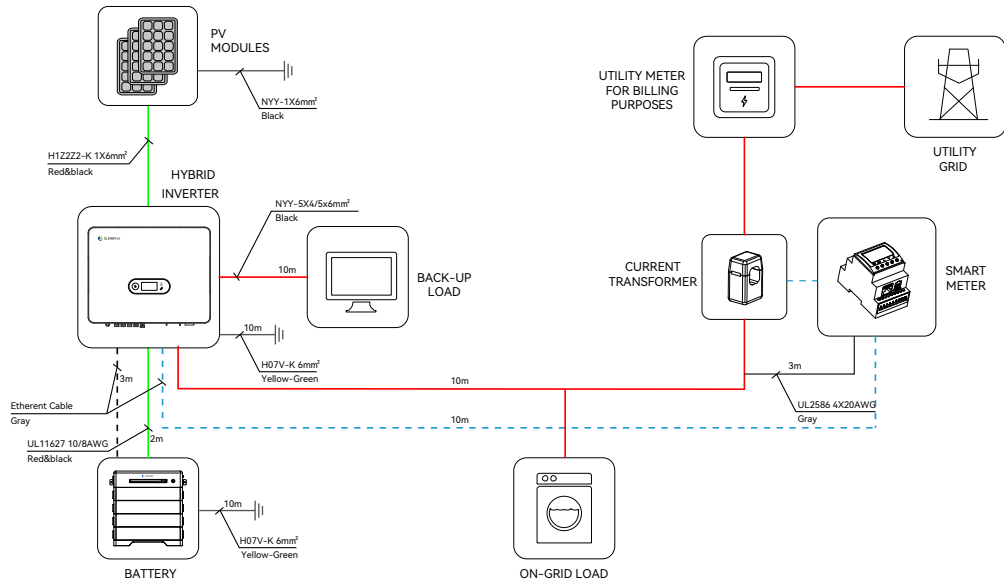 PV
MODULES
NYY-1X6mm²
Black
H1Z2Z2-K 1X6mm²
Red&black
HYBRID
INVERTER
NYY-5X4/5x6mm²
Black
10m
BACK-UP
LOAD
10m
H07V-K 6mm²
Yellow-Green
UTILITY METER
FOR BILLING
PURPOSES
UTILITY
GRID
CURRENT
TRANSFORMER
SMART
METER
3m
10m
3m
Etherent Cable
Gray
UL2586 4X20AWG
Gray
10m
UL11627 10/8AWG
Red&black
2m
10m
H07V-K 6mm²
Yellow-Green
BATTERY
ON-GRID LOAD